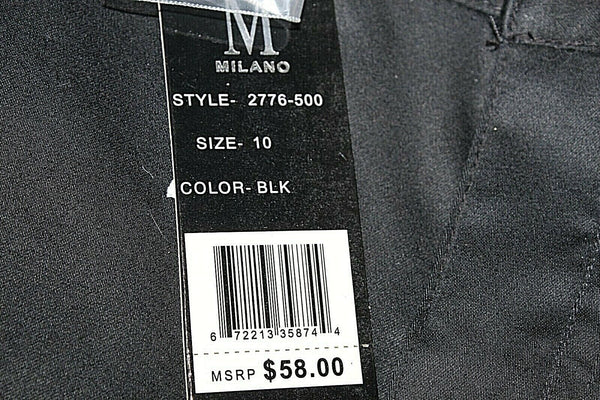 M
MILANO
STYLE- 2776-500
SIZE- 10
COLOR- BLK
6 72213 35874 4
MSRP $58.00